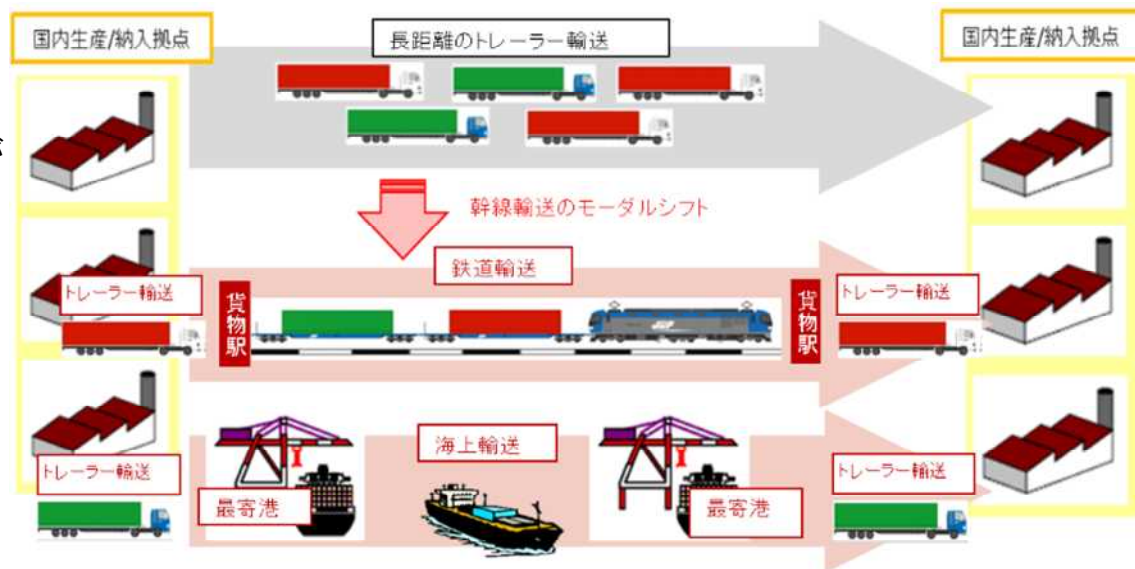 国内生産/納入拠点
長距離のトレーラー輸送
国内生産/納入拠点
幹線輸送のモーダルシフト
鉄道輸送
トレーラー輸送
貨物駅
貨物駅
トレーラー輸送
海上輸送
トレーラー輸送
最寄港
最寄港
トレーラー輸送